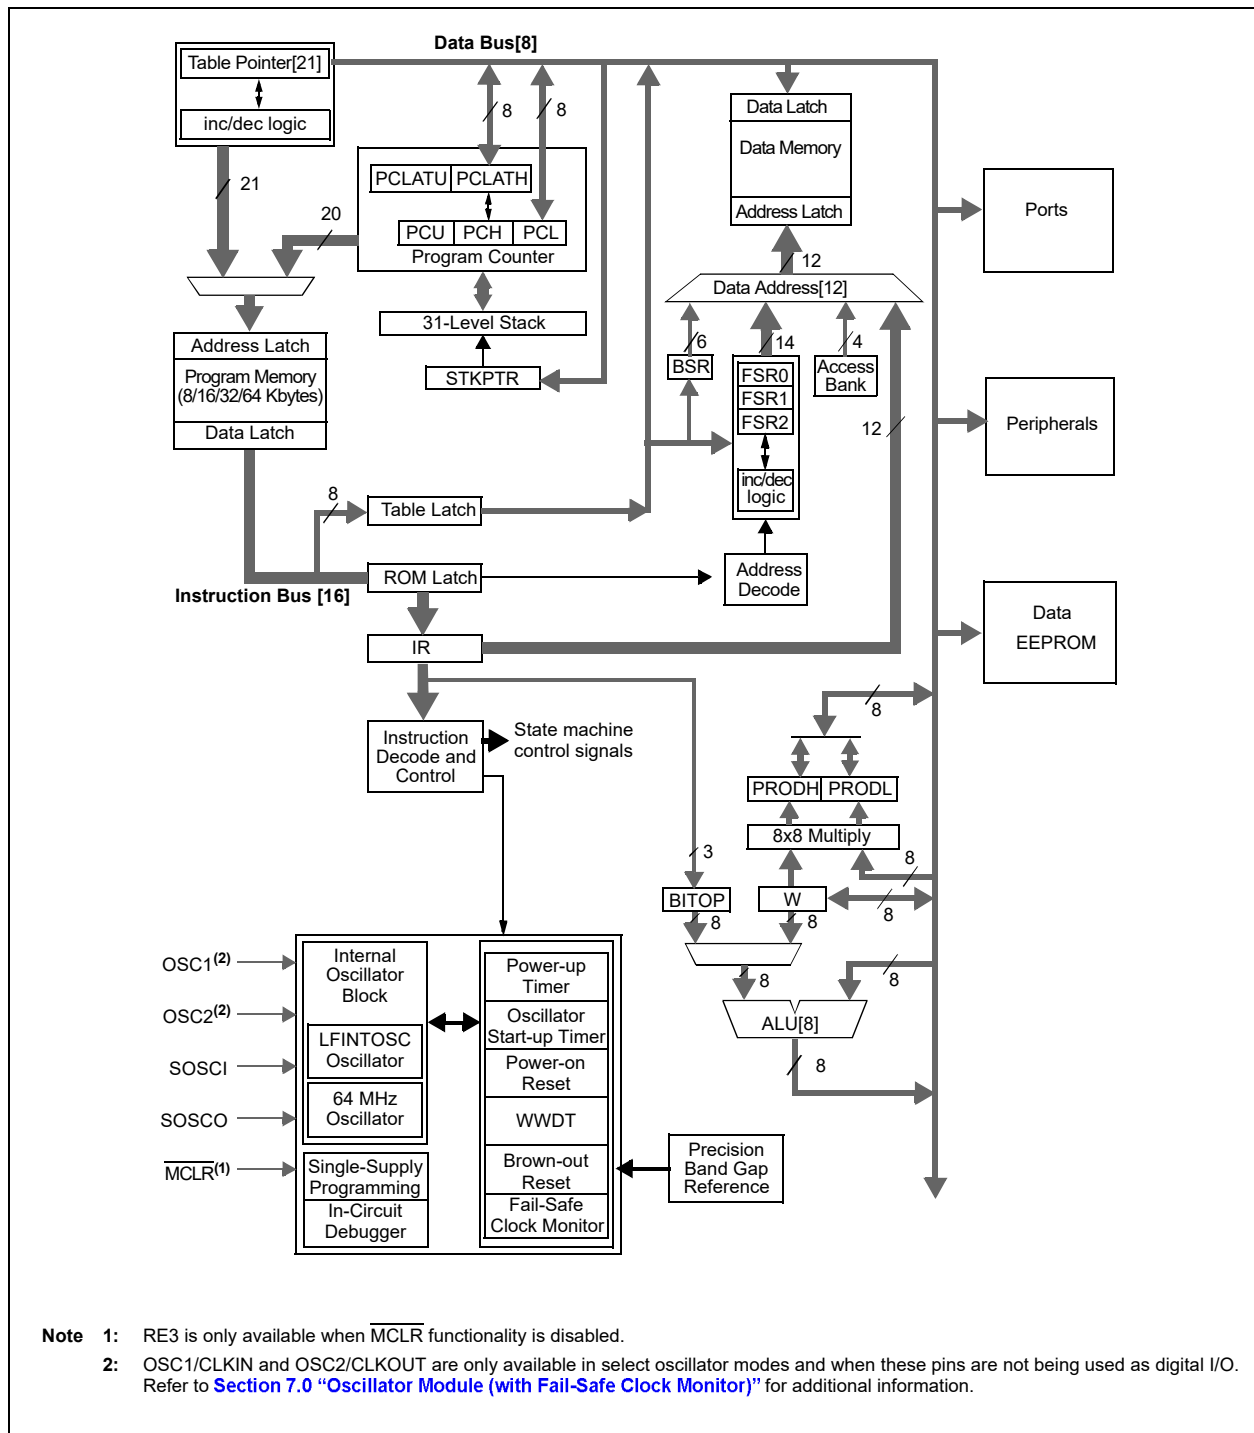 Data Bus[8]
Table Pointer[21]
inc/dec logic
21
20
8
8
PCLATU PCLATH
PCU PCH PCL
Program Counter
31-Level Stack
STKPTR
Data Latch
Data Memory
Address Latch
12
Data Address[12]
6
14
4
BSR
FSR0
FSR1
FSR2
inc/dec
logic
Access
Bank
12
Address
Decode
Ports
Peripherals
Data
EEPROM
Address Latch
Program Memory
(8/16/32/64 Kbytes)
Data Latch
8
Table Latch
ROM Latch
Instruction Bus [16]
IR
Instruction
Decode and
Control
State machine
control signals
8
PRODH PRODL
8x8 Multiply
3
8
BITOP
W
8
8
8
8
8
ALU[8]
8
OSC1(2)
OSC2(2)
SOSCI
SOSCO
MCLR(1)
Internal
Oscillator
Block
LFINTOSC
Oscillator
64 MHz
Oscillator
Single-Supply
Programming
In-Circuit
Debugger
Power-up
Timer
Oscillator
Start-up Timer
Power-on
Reset
WWDT
Brown-out
Reset
Fail-Safe
Clock Monitor
Precision
Band Gap
Reference
Note 1: RE3 is only available when MCLR functionality is disabled.
2: OSC1/CLKIN and OSC2/CLKOUT are only available in select oscillator modes and when these pins are not being used as digital I/O.
Refer to Section 7.0 “Oscillator Module (with Fail-Safe Clock Monitor)” for additional information.